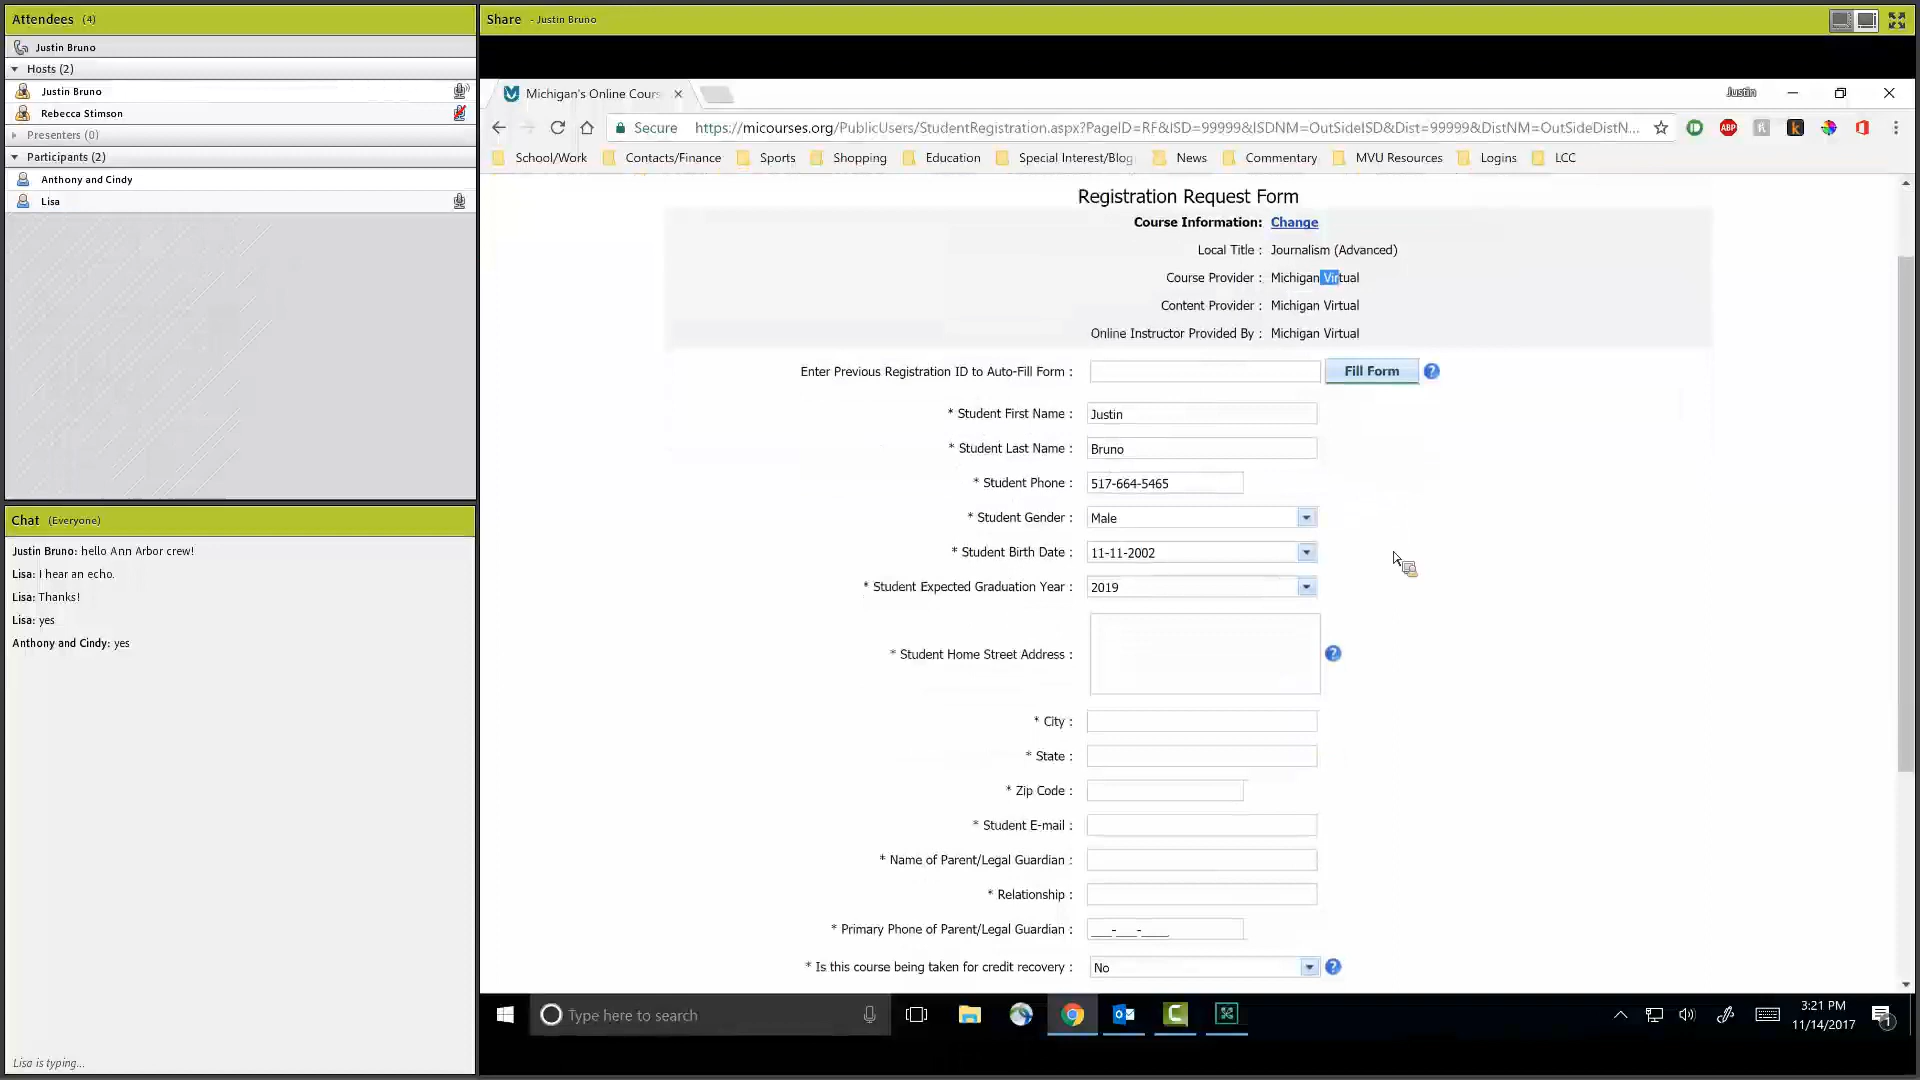 Attendees (4)
Justin Bruno
Hosts (2)
Justin Bruno
Rebecca Stimson
Presenters (0)
Participants (2)
Anthony and Cindy
Lisa
Chat (Everyone)
Justin Bruno: hello Ann Arbor crew!
Lisa: I hear an echo.
Lisa: Thanks!
Lisa: yes
Anthony and Cindy: yes
Lisa is typing...
Share - Justin Bruno
Michigan's Online Cours
Justin
Secure https://micourses.org/PublicUsers/StudentRegistration.aspx?PageID=RF&ISD=99999&ISDNM=OutSideISD&Dist=99999&DistNM=OutSideDistN...
ABP
School/Work Contacts/Finance Sports Shopping Education Special Interest/Blog News Commentary MVU Resources Logins LCC
Registration Request Form
Course Information: Change
Local Title : Journalism (Advanced)
Course Provider : Michigan Virtual
Content Provider : Michigan Virtual
Online Instructor Provided By : Michigan Virtual
Enter Previous Registration ID to Auto-Fill Form : Fill Form ?
* Student First Name : Justin
* Student Last Name : Bruno
* Student Phone : 517-664-5465
* Student Gender : Male
* Student Birth Date : 11-11-2002
* Student Expected Graduation Year : 2019
* Student Home Street Address : ?
* City :
* State :
* Zip Code :
* Student E-mail :
* Name of Parent/Legal Guardian :
* Relationship :
* Primary Phone of Parent/Legal Guardian : ___-___-____
* Is this course being taken for credit recovery : No ?
Type here to search
3:21 PM
11/14/2017
1